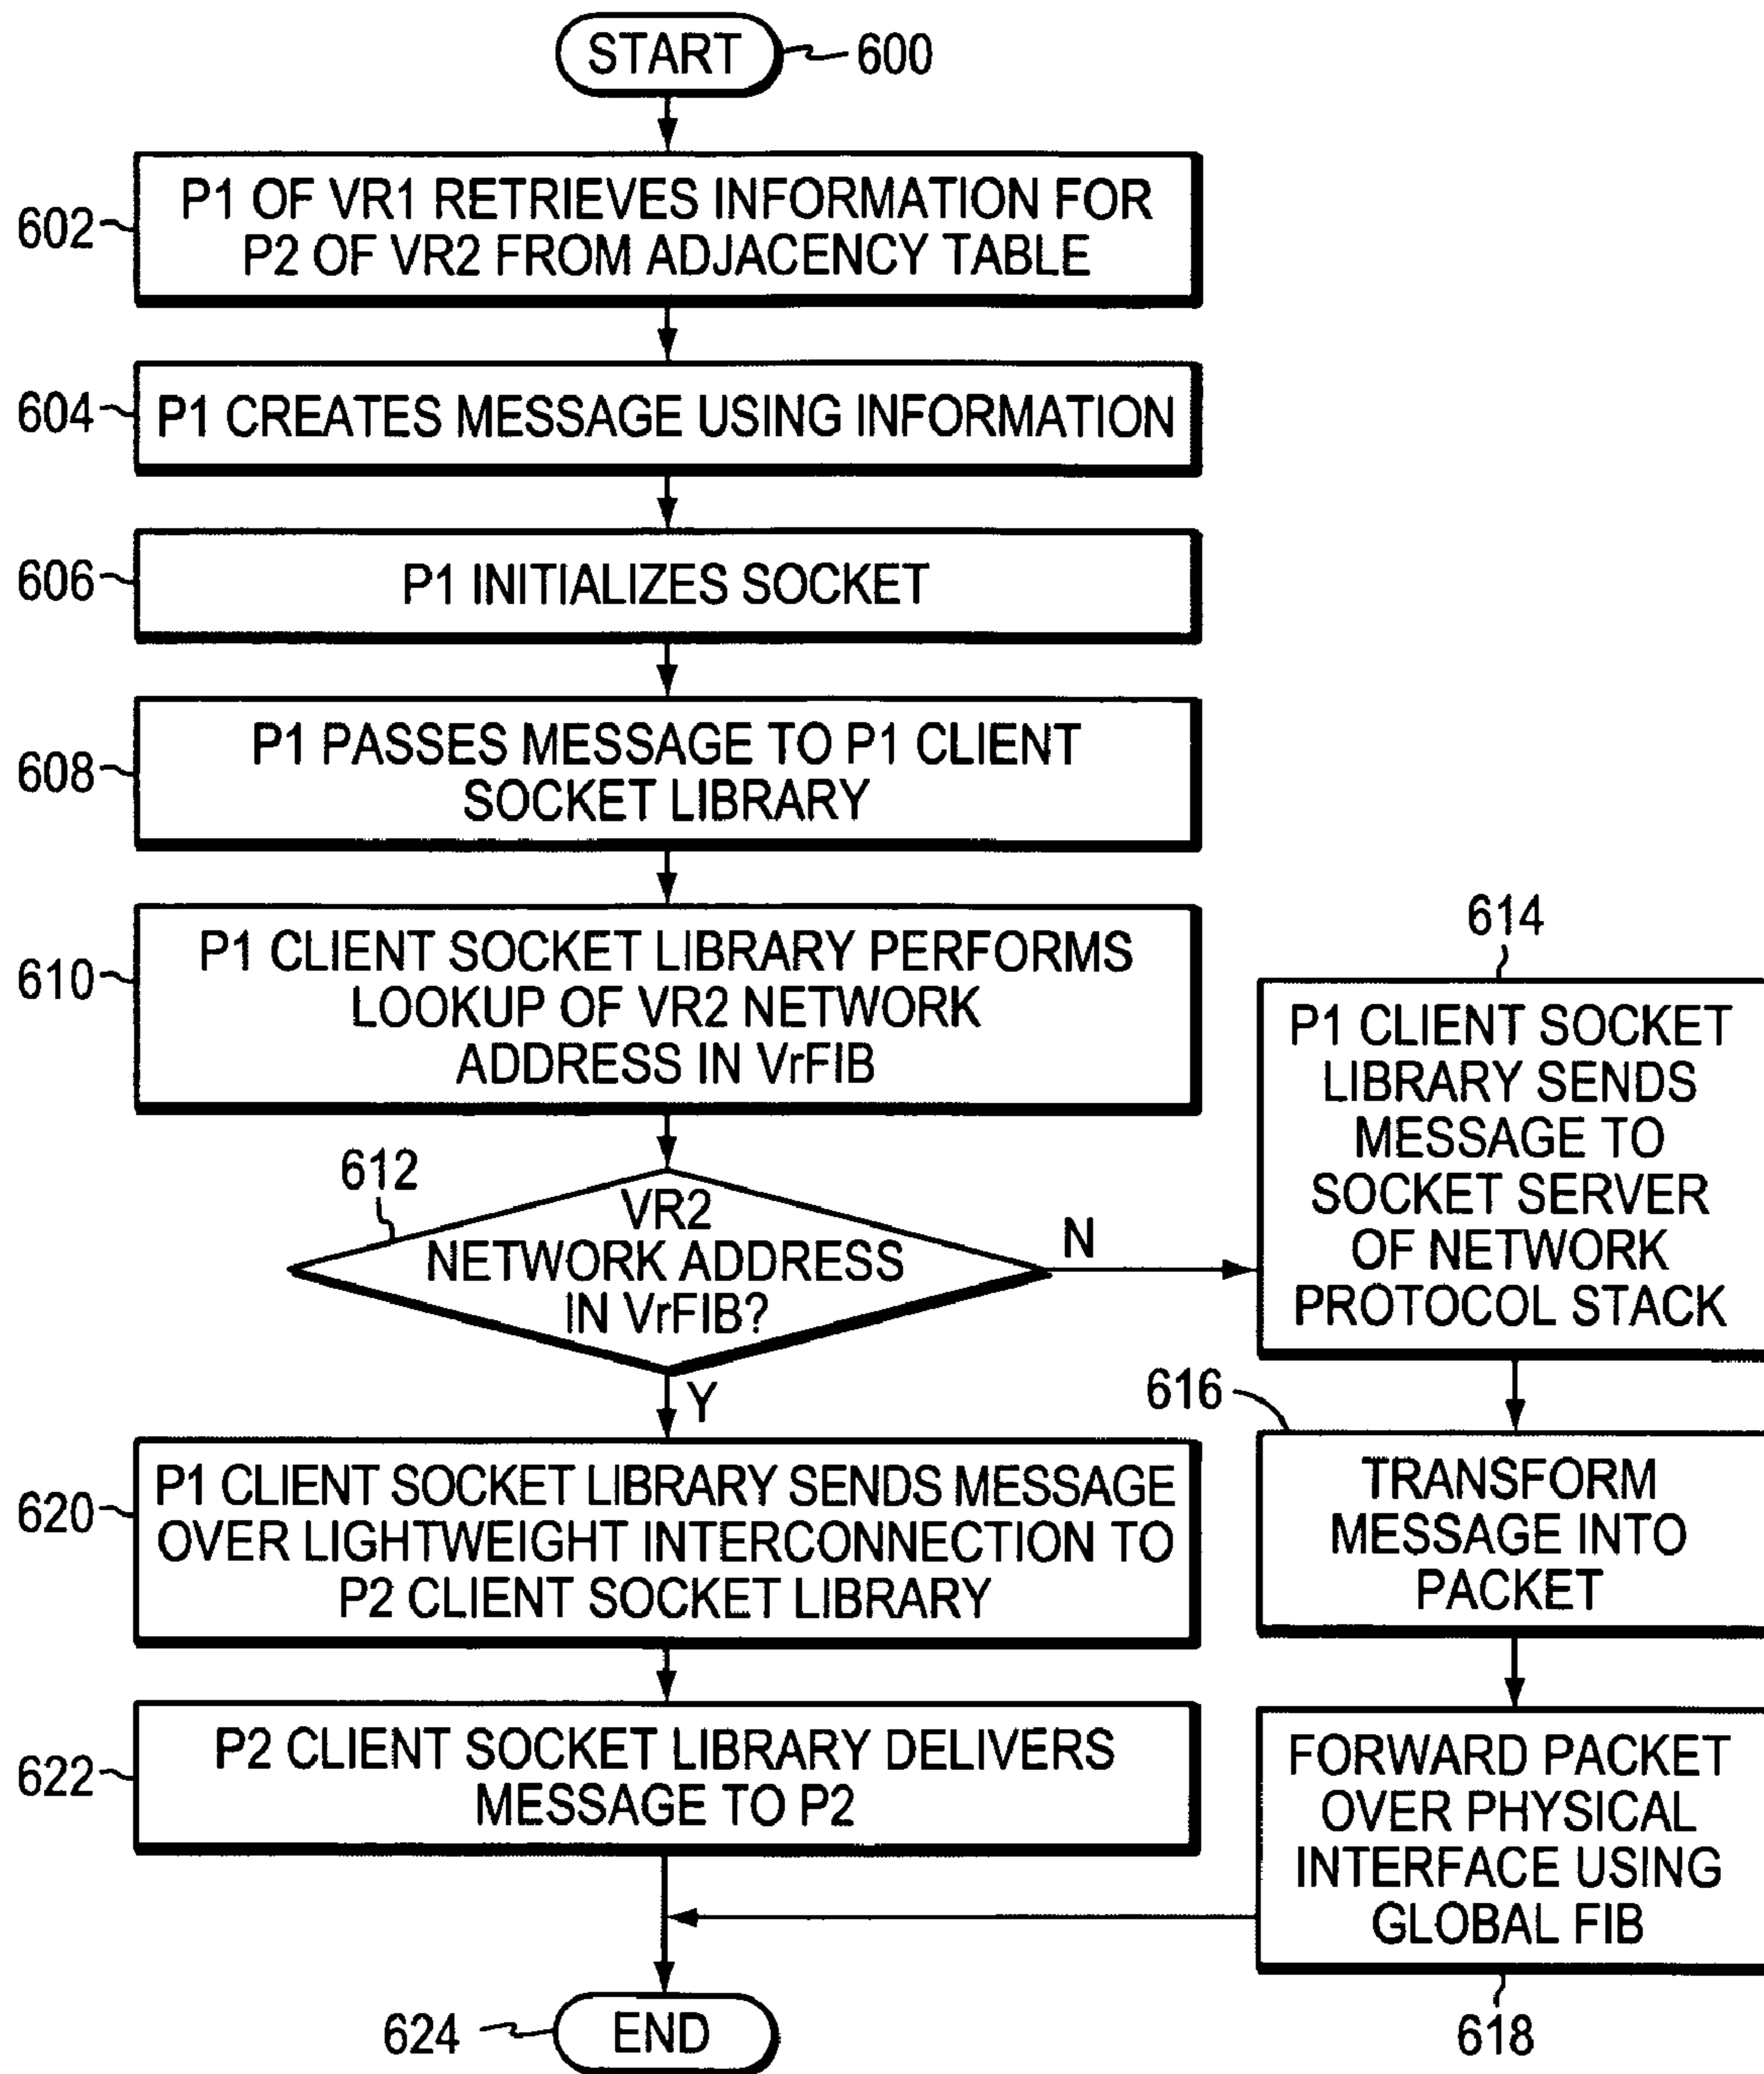 START
600
602
P1 OF VR1 RETRIEVES INFORMATION FOR
P2 OF VR2 FROM ADJACENCY TABLE
604
P1 CREATES MESSAGE USING INFORMATION
606
P1 INITIALIZES SOCKET
608
P1 PASSES MESSAGE TO P1 CLIENT
SOCKET LIBRARY
610
P1 CLIENT SOCKET LIBRARY PERFORMS
LOOKUP OF VR2 NETWORK
ADDRESS IN VrFIB
612
VR2
NETWORK ADDRESS
IN VrFIB?
N
Y
614
P1 CLIENT SOCKET
LIBRARY SENDS
MESSAGE TO
SOCKET SERVER
OF NETWORK
PROTOCOL STACK
616
TRANSFORM
MESSAGE INTO
PACKET
FORWARD PACKET
OVER PHYSICAL
INTERFACE USING
GLOBAL FIB
618
620
P1 CLIENT SOCKET LIBRARY SENDS MESSAGE
OVER LIGHTWEIGHT INTERCONNECTION TO
P2 CLIENT SOCKET LIBRARY
622
P2 CLIENT SOCKET LIBRARY DELIVERS
MESSAGE TO P2
624
END